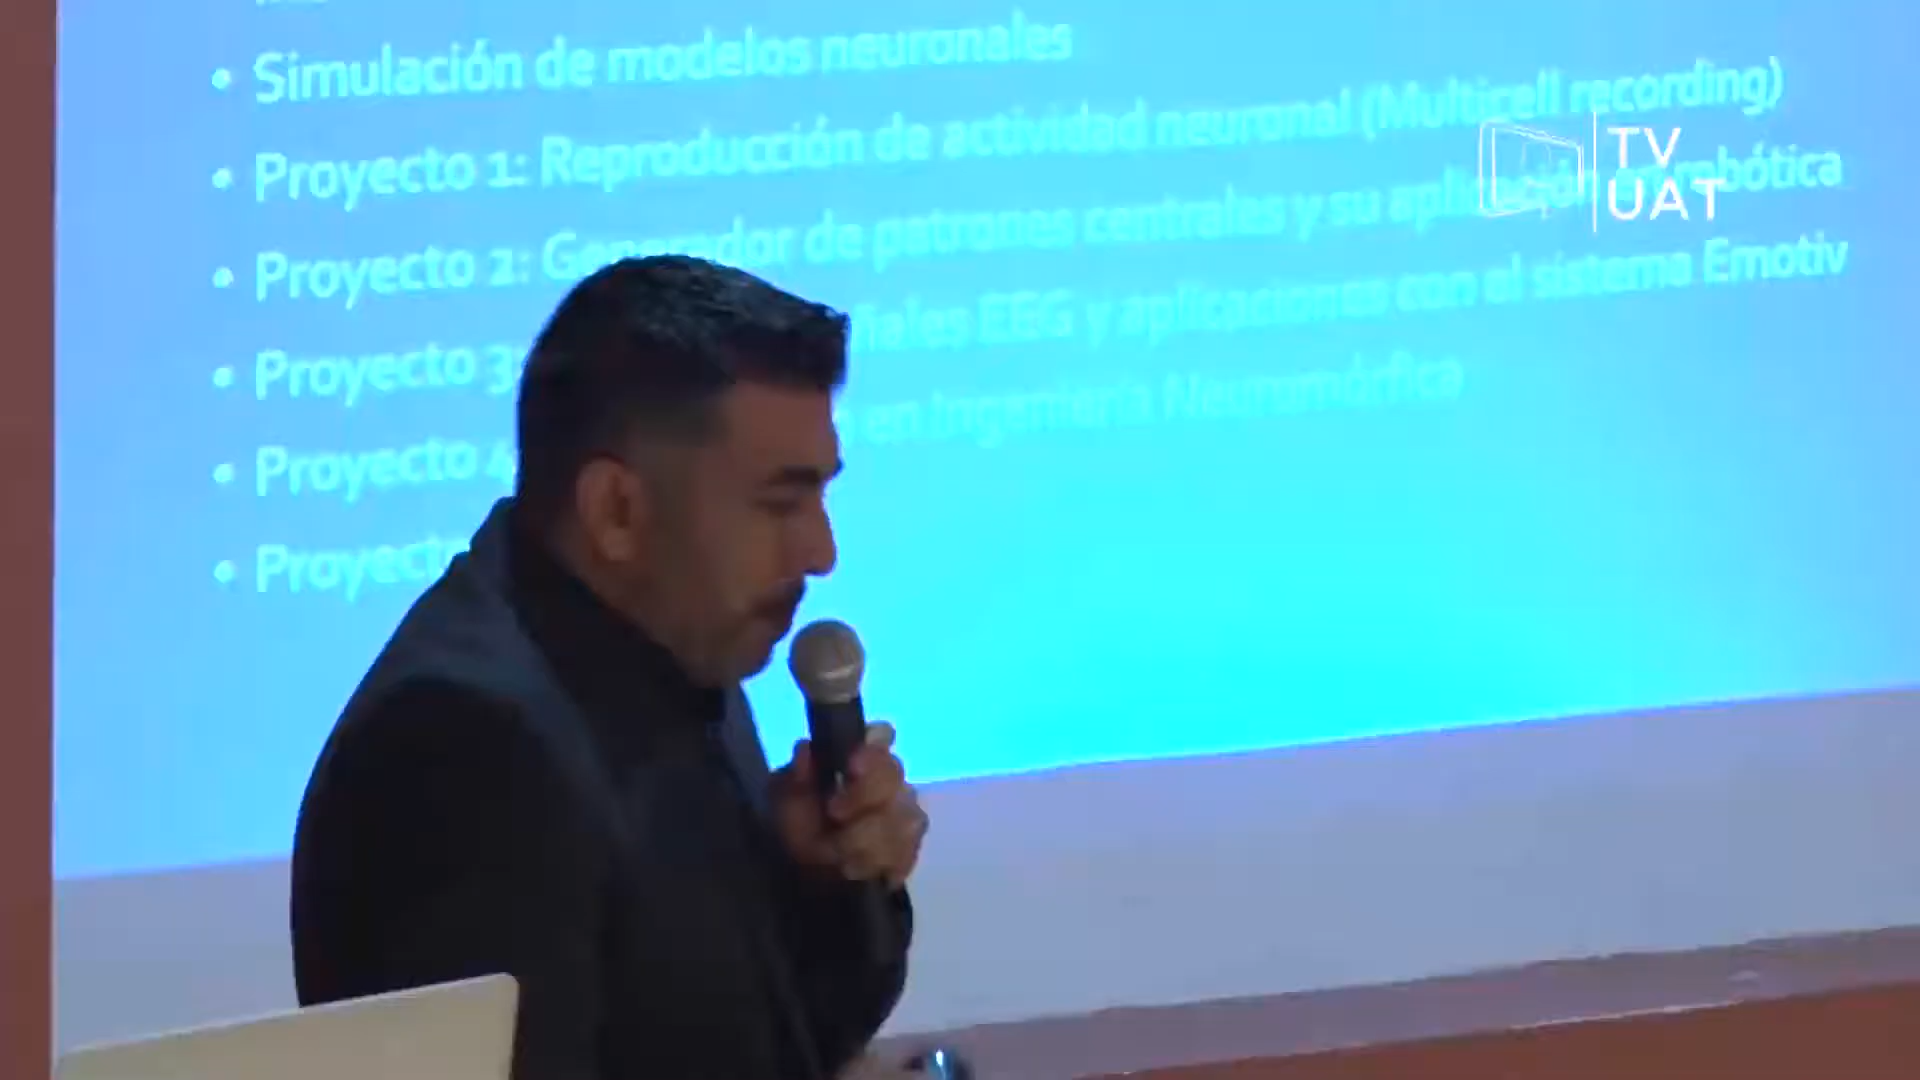 • Simulación de modelos neuronales
• Proyecto 1: Reproducción de actividad neuronal (Multicell recording)
• Proyecto 2: Generador de patrones centrales y su aplicación en robótica
• Proyecto 3: EEG y aplicaciones con el sistema Emotiv
• Proyecto 4 en Ingeniería Neuromórfica
• Proyecto
TV
UAT